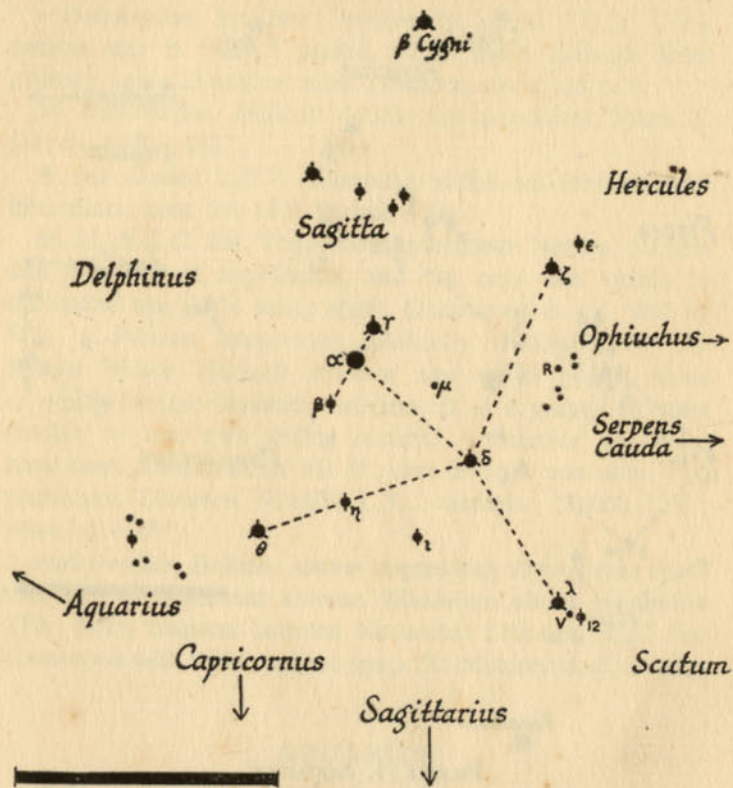 β Cygni
Hercules
Sagitta
ε
ζ
Delphinus
γ
Ophiuchus
α
R
μ
β
Serpens
Cauda
δ
η
θ
ι
λ
Aquarius
ν 12
Capricornus
Scutum
Sagittarius